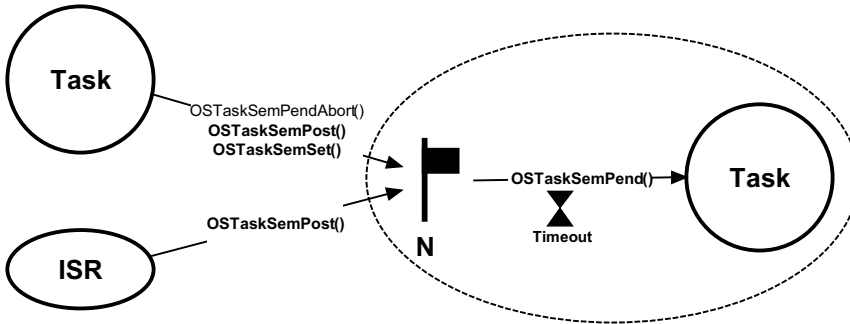 Task
OSTaskSemPendAbort()
OSTaskSemPost()
OSTaskSemSet()
OSTaskSemPend()
Task
Timeout
OSTaskSemPost()
N
ISR